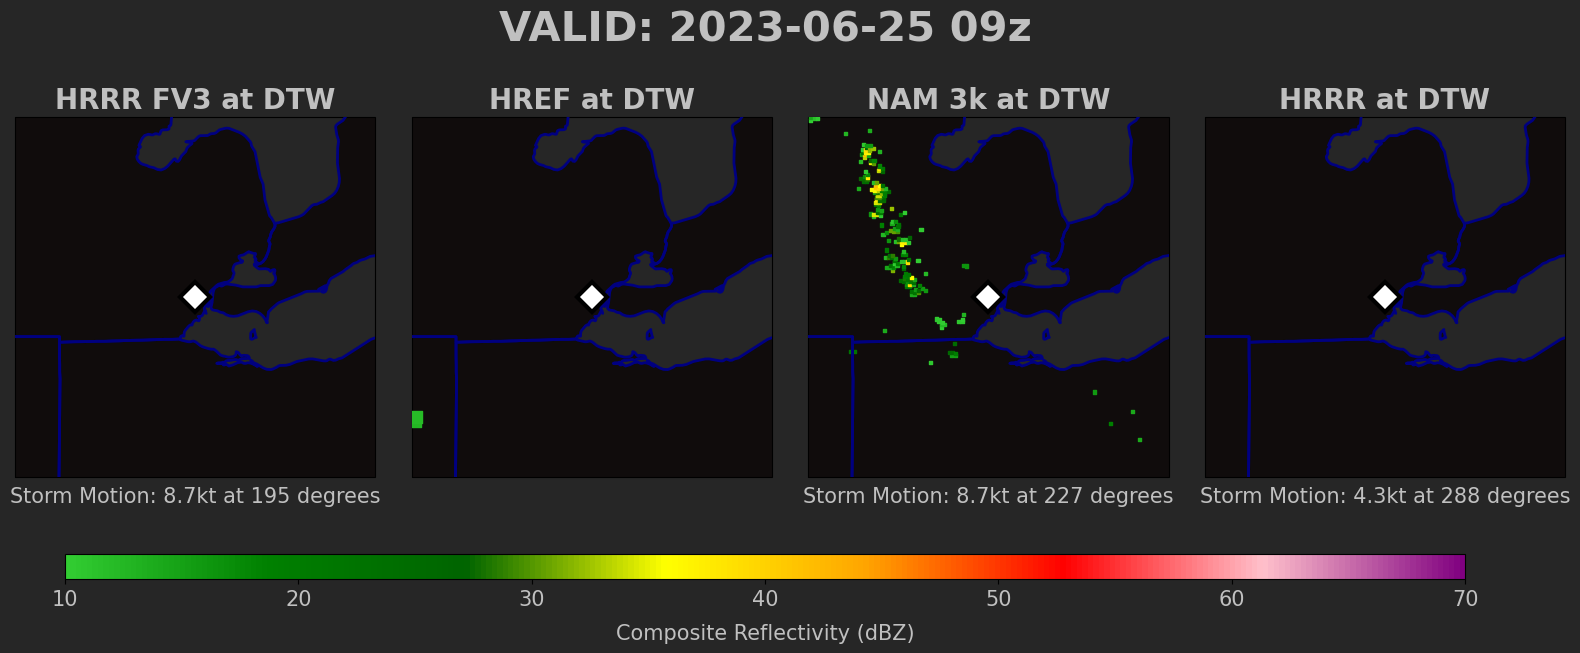 VALID: 2023-06-25 09z
HRRR FV3 at DTW
HREF at DTW
NAM 3k at DTW
HRRR at DTW
Storm Motion: 8.7kt at 195 degrees
Storm Motion: 8.7kt at 227 degrees
Storm Motion: 4.3kt at 288 degrees
10 20 30 40 50 60 70
Composite Reflectivity (dBZ)